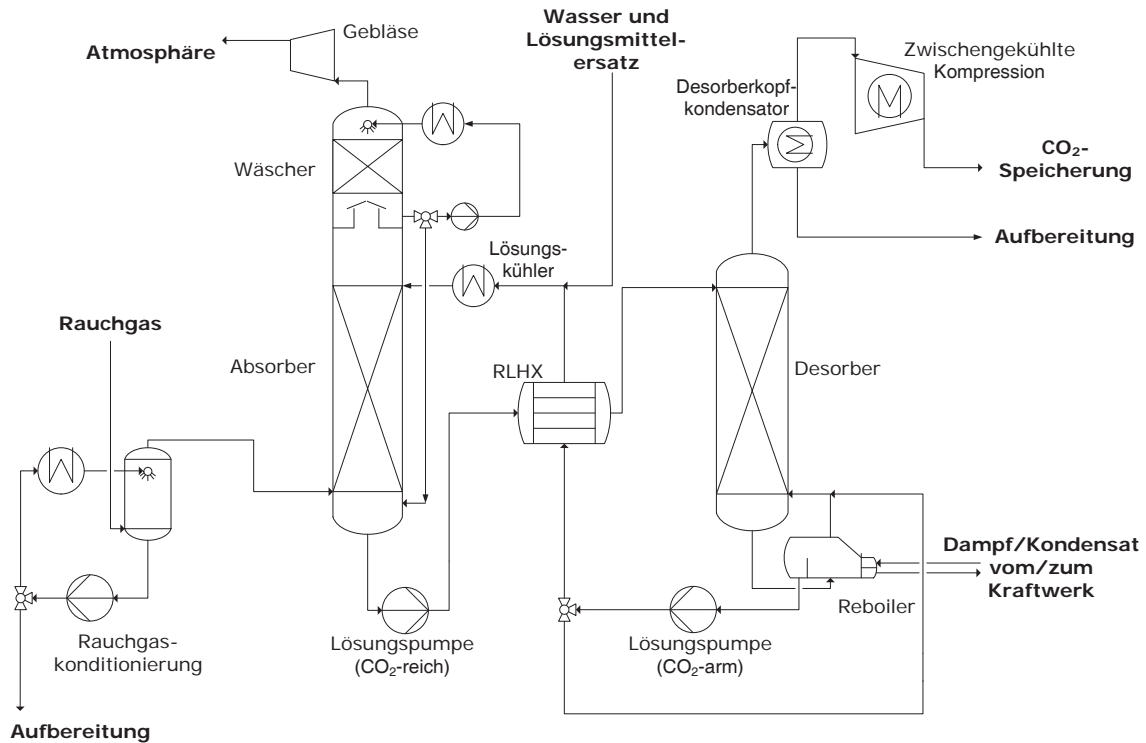 Wasser und
Lösungsmittel-
ersatz
Gebläse
Atmosphäre
Zwischengekühlte
Kompression
Desorberkopf-
kondensator
Wäscher
CO₂-
Speicherung
Aufbereitung
Lösungs-
kühler
Rauchgas
Absorber
RLHX
Desorber
Dampf/Kondensat
vom/zum
Kraftwerk
Reboiler
Rauchgas-
konditionierung
Lösungspumpe
(CO₂-reich)
Lösungspumpe
(CO₂-arm)
Aufbereitung